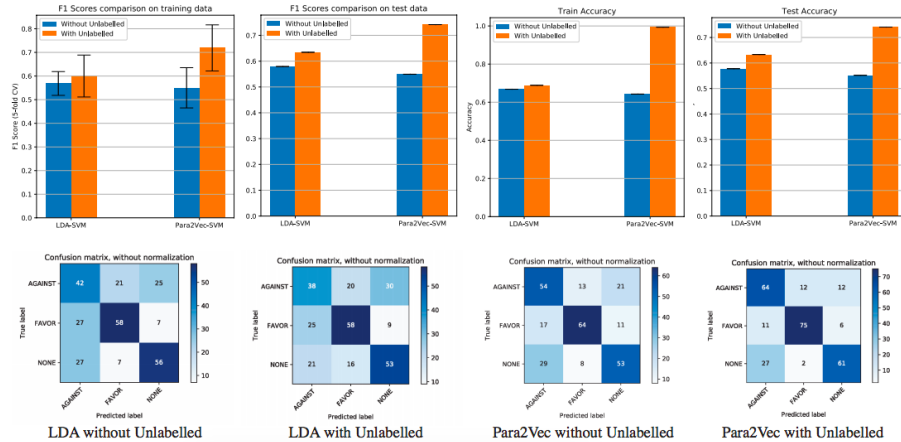 F1 Scores comparison on training data
F1 Score (5-fold CV)
0.8
0.7
0.6
0.5
0.4
0.3
0.2
0.1
0.0
Without Unlabelled
With Unlabelled
LDA-SVM Para2Vec-SVM
F1 Scores comparison on test data
0.7
0.6
0.5
0.4
0.3
0.2
0.1
0.0
Without Unlabelled
With Unlabelled
LDA-SVM Para2Vec-SVM
Train Accuracy
Accuracy
1.0
0.8
0.6
0.4
0.2
0.0
Without Unlabelled
With Unlabelled
LDA-SVM Para2Vec-SVM
Test Accuracy
0.7
0.6
0.5
0.4
0.3
0.2
0.1
0.0
Without Unlabelled
With Unlabelled
LDA-SVM Para2Vec-SVM
Confusion matrix, without normalization
True label
AGAINST 42 21 25
FAVOR 27 58 7
NONE 27 7 56
AGAINST FAVOR NONE
Predicted label
50
40
30
20
10
LDA without Unlabelled
Confusion matrix, without normalization
True label
AGAINST 38 20 30
FAVOR 25 58 9
NONE 21 16 53
AGAINST FAVOR NONE
Predicted label
50
40
30
20
10
LDA with Unlabelled
Confusion matrix, without normalization
True label
AGAINST 54 13 21
FAVOR 17 64 11
NONE 29 8 53
AGAINST FAVOR NONE
Predicted label
60
50
40
30
20
10
Para2Vec without Unlabelled
Confusion matrix, without normalization
True label
AGAINST 64 12 12
FAVOR 11 75 6
NONE 27 2 61
AGAINST FAVOR NONE
Predicted label
70
60
50
40
30
20
10
Para2Vec with Unlabelled